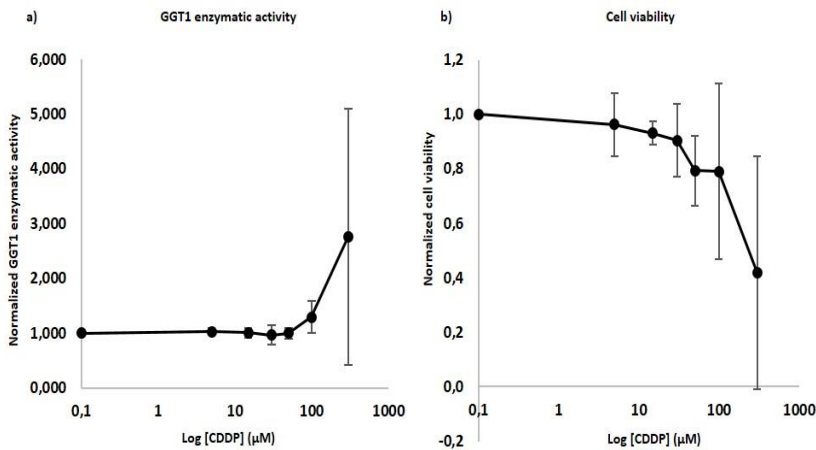 a) GGT1 enzymatic activity
6,000
5,000
4,000
3,000
2,000
1,000
0,000
Normalized GGT1 enzymatic activity
0,1 1 10 100 1000
Log [CDDP] (µM)
b) Cell viability
1,2
1,0
0,8
0,6
0,4
0,2
0,0
-0,2
Normalized cell viability
0,1 1 10 100 1000
Log [CDDP] (µM)